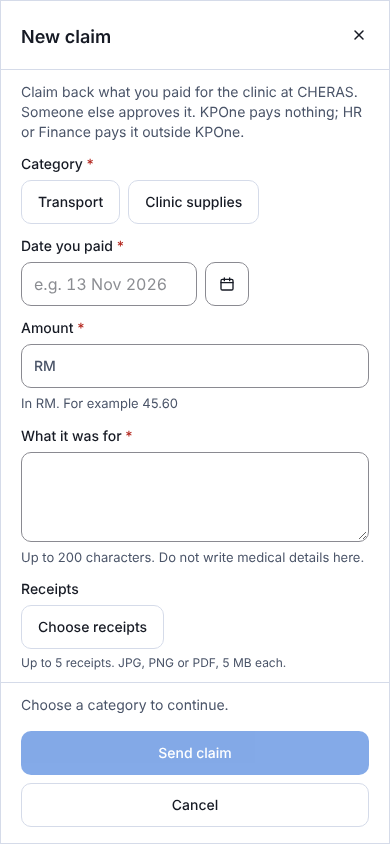 New claim
Claim back what you paid for the clinic at CHERAS.
Someone else approves it. KPOne pays nothing; HR
or Finance pays it outside KPOne.
Category *
Transport
Clinic supplies
Date you paid *
e.g. 13 Nov 2026
Amount *
RM
In RM. For example 45.60
What it was for *
Up to 200 characters. Do not write medical details here.
Receipts
Choose receipts
Up to 5 receipts. JPG, PNG or PDF, 5 MB each.
Choose a category to continue.
Send claim
Cancel